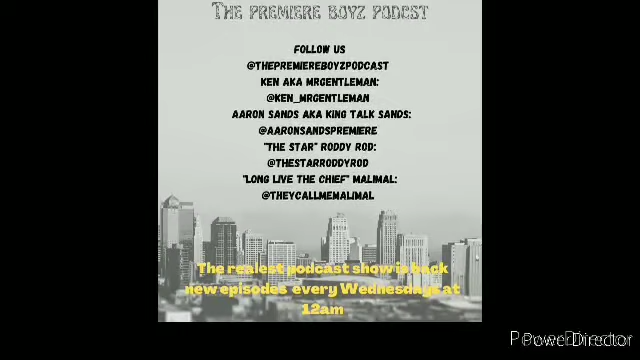 The premiere boyz podcst
FOLLOW US
@THEPREMIEREBOYZPODCAST
KEN AKA MRGENTLEMAN:
@KEN_MRGENTLEMAN
AARON SANDS AKA KING TALK SANDS:
@AARONSANDSPREMIERE
"THE STAR" RODDY ROD:
@THESTARRODDYROD
"LONG LIVE THE CHIEF" MALIMAL:
@THEYCALLMEMALIMAL
The realest podcast show is back
new episodes every Wednesdays at
12am
PowerDirector